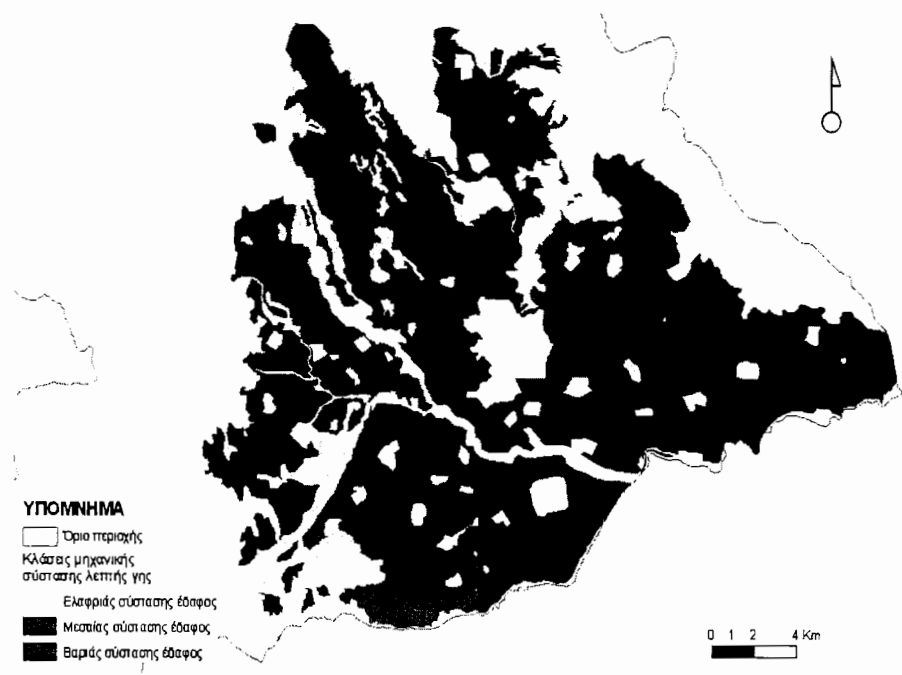 ΥΠΟΜΝΗΜΑ
Όριο περιοχής
Κλάσεις μηχανικής
σύστασης λεπτής γης
Ελαφριάς σύστασης έδαφος
Μεσαίας σύστασης έδαφος
Βαριάς σύστασης έδαφος
0 1 2 4 Km